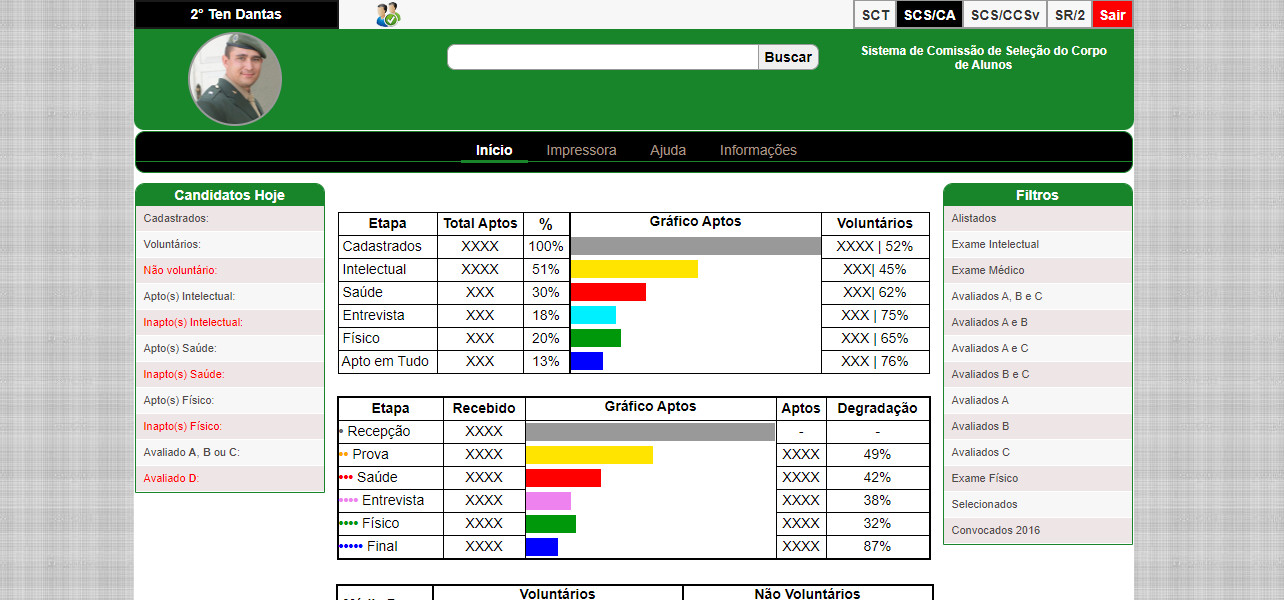 2° Ten Dantas
SCT SCS/CA SCS/CCSv SR/2 Sair
Buscar
Sistema de Comissão de Seleção do Corpo
de Alunos
Início Impressora Ajuda Informações
Candidatos Hoje
Cadastrados:
Voluntários:
Não voluntário:
Apto(s) Intelectual:
Inapto(s) Intelectual:
Apto(s) Saúde:
Inapto(s) Saúde:
Apto(s) Físico:
Inapto(s) Físico:
Avaliado A, B ou C:
Avaliado D:
Etapa Total Aptos % Gráfico Aptos Voluntários
Cadastrados XXXX 100% XXXX | 52%
Intelectual XXXX 51% XXX| 45%
Saúde XXX 30% XXX| 62%
Entrevista XXX 18% XXX | 75%
Físico XXX 20% XXX | 65%
Apto em Tudo XXX 13% XXX | 76%
Etapa Recebido Gráfico Aptos Aptos Degradação
• Recepção XXXX - -
•• Prova XXXX XXXX 49%
••• Saúde XXXX XXXX 42%
•••• Entrevista XXXX XXXX 38%
•••• Físico XXXX XXXX 32%
••••• Final XXXX XXXX 87%
Voluntários Não Voluntários
Filtros
Alistados
Exame Intelectual
Exame Médico
Avaliados A, B e C
Avaliados A e B
Avaliados A e C
Avaliados B e C
Avaliados A
Avaliados B
Avaliados C
Exame Físico
Selecionados
Convocados 2016